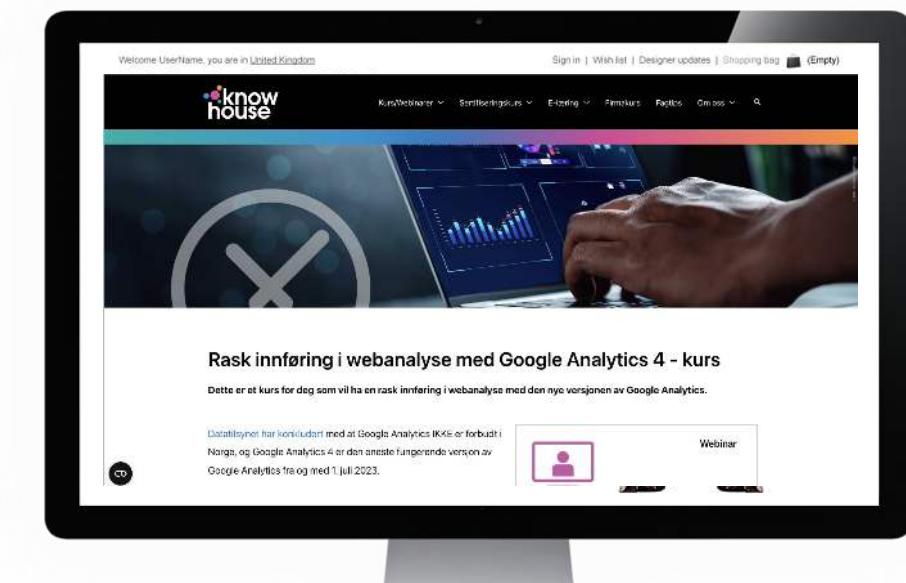 Welcome UserName, you are in United Kingdom
Sign in | Wish list | Designer updates | Shopping bag (Empty)
know
house
Kurs/Webinarer Sertifiseringskurs E-læring Firmakurs Fagtips Om oss
Rask innføring i webanalyse med Google Analytics 4 - kurs
Dette er et kurs for deg som vil ha en rask innføring i webanalyse med den nye versjonen av Google Analytics.
Datatilsynet har konkludert med at Google Analytics IKKE er forbudt i
Norge, og Google Analytics 4 er den eneste fungerende versjon av
Google Analytics fra og med 1. juli 2023.
Webinar